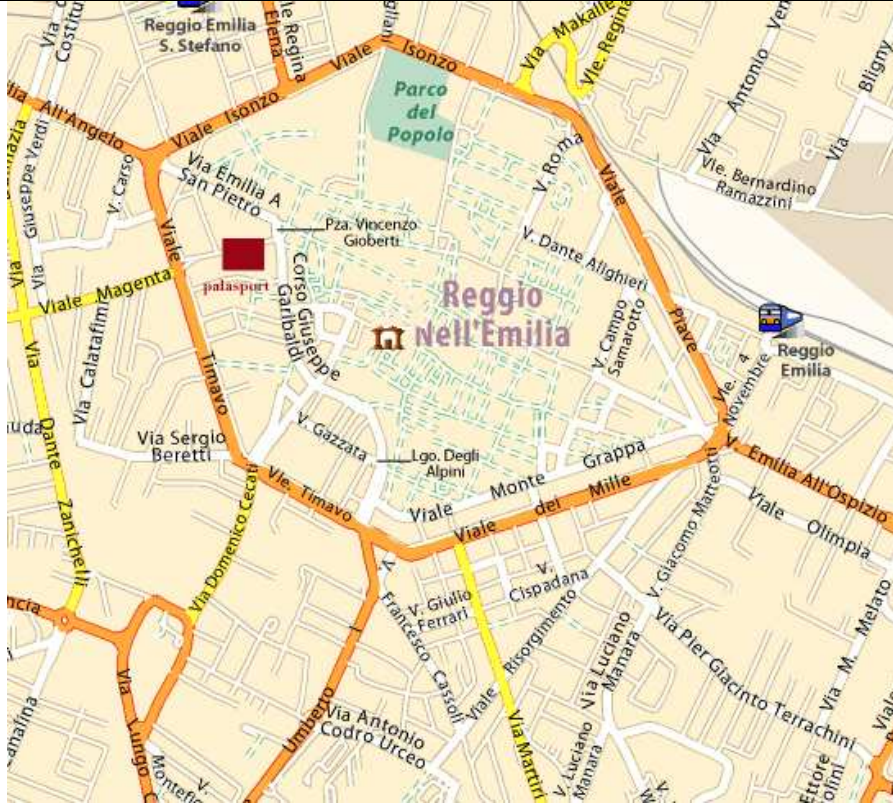 Reggio Emilia
S. Stefano
Elena
le Regina
Viale Isonzo
Via Makalle
Vle. Regina
Via Antonio Ven
Via Bligny
Via Costitu
All'Angelo
Viale Isonzo
Parco
del
Popolo
V. Roma
Viale Piave
Vle. Bernardino
Ramazzini
Via Giuseppe Verdi
V. Carso
Via Emilia A
San Pietro
Pza. Vincenzo
Gioberti
V. Dante Alighieri
palasport
Viale Magenta
Corso Giuseppe
Garibaldi
Reggio
Nell'Emilia
V. Campo
Samarotto
Reggio
Emilia
Vle. 4
Novembre
Viale Timavo
Via Calatafimi
Via Dante Zanichelli
Via Sergio
Beretti
V. Gazzata
Lgo. Degli
Alpini
Viale Monte Grappa
Vle. Timavo
Viale dei Mille
V. Emilia All'Ospizio
Viale Olimpia
V. Giacomo Matteotti
Via Domenico Cecati
V. Francesco Cassoli
V. Giulio
Ferrari
V.
Cispadana
Viale Risorgimento
Via Luciano
Manara
Via Pier Giacinto Terrachini
Via M. Melato
Umberto I
Via Antonio
Codro Urceo
Via Martiri
V. Luciano
Manara
Via Lungo C
V.
Ettore